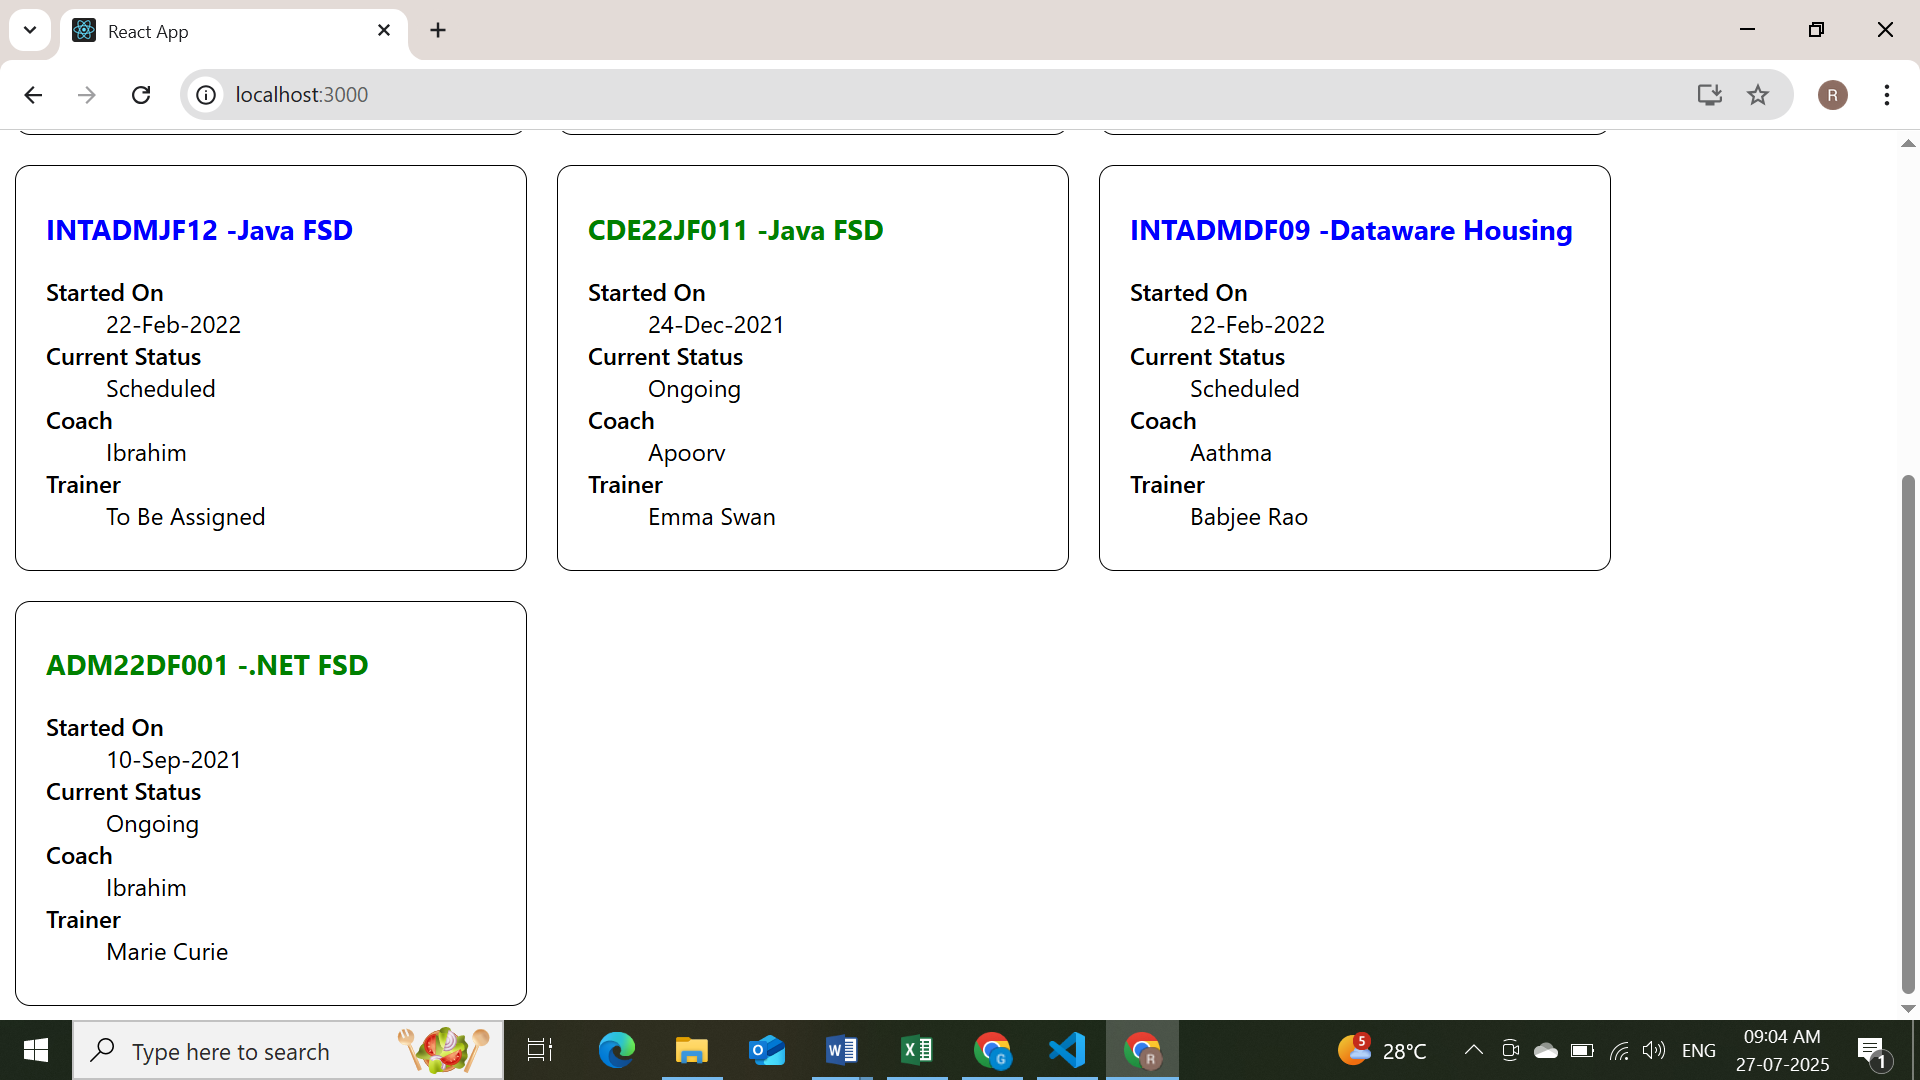 React App
localhost:3000
R
INTADMJF12 -Java FSD
Started On
22-Feb-2022
Current Status
Scheduled
Coach
Ibrahim
Trainer
To Be Assigned
CDE22JF011 -Java FSD
Started On
24-Dec-2021
Current Status
Ongoing
Coach
Apoorv
Trainer
Emma Swan
INTADMDF09 -Dataware Housing
Started On
22-Feb-2022
Current Status
Scheduled
Coach
Aathma
Trainer
Babjee Rao
ADM22DF001 -.NET FSD
Started On
10-Sep-2021
Current Status
Ongoing
Coach
Ibrahim
Trainer
Marie Curie
Type here to search
G
R
5
28°C
ENG
09:04 AM
27-07-2025
1